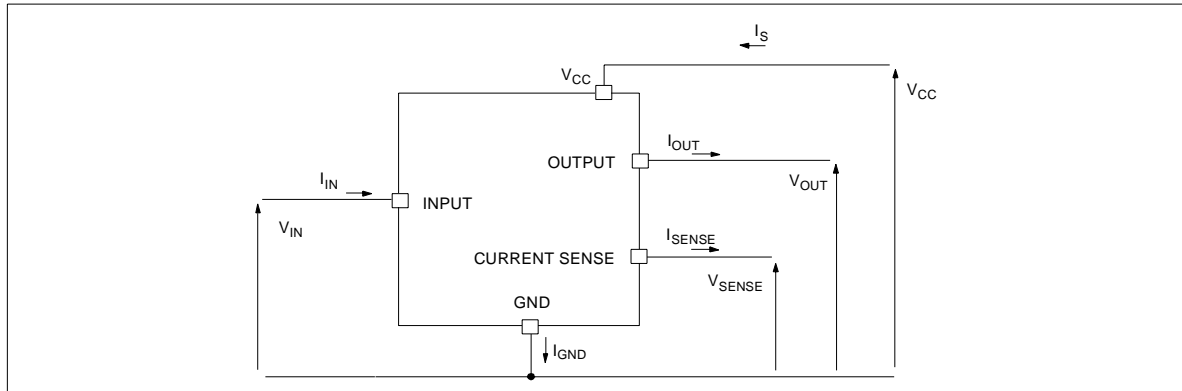 I_S
V_CC
V_CC
I_OUT
OUTPUT
I_IN
V_OUT
INPUT
V_IN
I_SENSE
CURRENT SENSE
V_SENSE
GND
I_GND